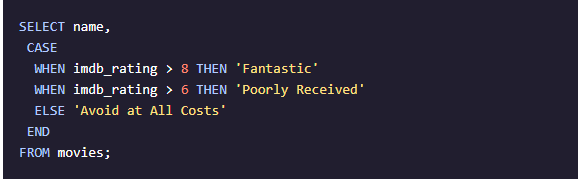 SELECT name,
 CASE
  WHEN imdb_rating > 8 THEN 'Fantastic'
  WHEN imdb_rating > 6 THEN 'Poorly Received'
  ELSE 'Avoid at All Costs'
 END
FROM movies;